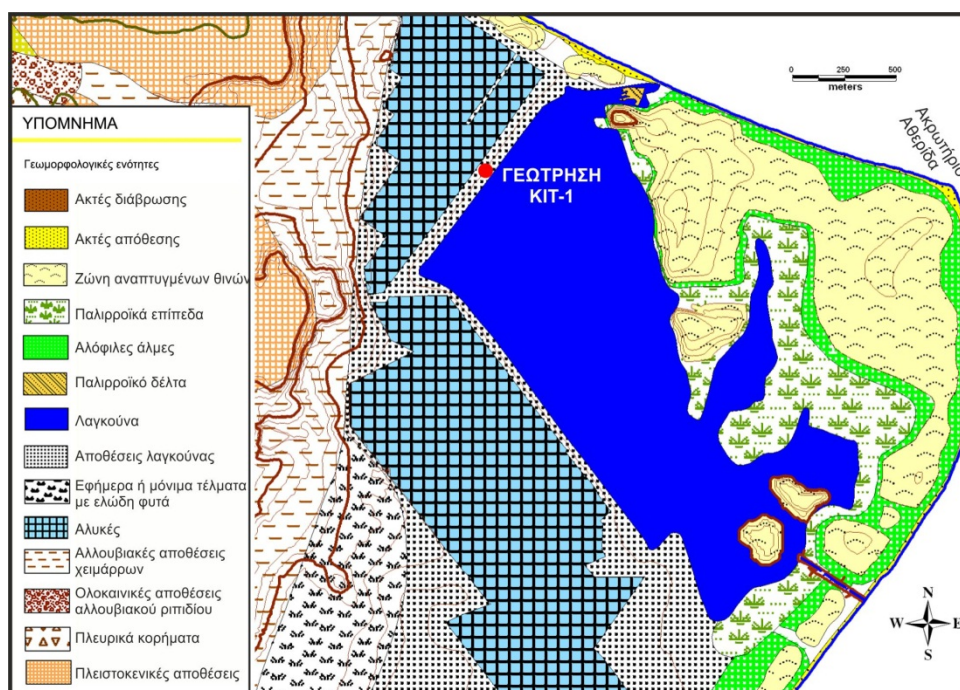 ΥΠΟΜΝΗΜΑ
Γεωμορφολογικές ενότητες
Ακτές διάβρωσης
Ακτές απόθεσης
Ζώνη αναπτυγμένων θινών
Παλιρροϊκά επίπεδα
Αλόφιλες άλμες
Παλιρροϊκό δέλτα
Λαγκούνα
Αποθέσεις λαγκούνας
Εφήμερα ή μόνιμα τέλματα
με ελώδη φυτά
Αλυκές
Αλλουβιακές αποθέσεις
χειμάρρων
Ολοκαινικές αποθέσεις
αλλουβιακού ριπιδίου
Πλευρικά κορήματα
Πλειστοκενικές αποθέσεις
ΓΕΩΤΡΗΣΗ
ΚΙΤ-1
0 250 500
meters
Ακρωτήριο
Αθερίδα
N
W E
S